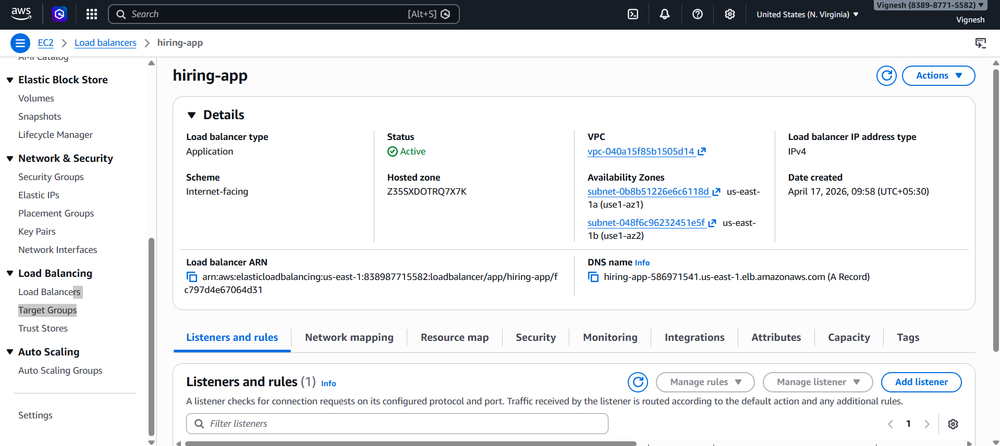 aws
Search
[Alt+S]
United States (N. Virginia)
Vignesh (8389-8771-5582)
Vignesh
EC2
Load balancers
hiring-app
AMI Catalog
Elastic Block Store
Volumes
Snapshots
Lifecycle Manager
Network & Security
Security Groups
Elastic IPs
Placement Groups
Key Pairs
Network Interfaces
Load Balancing
Load Balancers
Target Groups
Trust Stores
Auto Scaling
Auto Scaling Groups
Settings
hiring-app
Actions
Details
Load balancer type
Application
Status
Active
VPC
vpc-040a15f85b1505d14
Load balancer IP address type
IPv4
Scheme
Internet-facing
Hosted zone
Z35SXDOTRQ7X7K
Availability Zones
subnet-0b8b51226e6c6118d us-east-
1a (use1-az1)
subnet-048f6c96232451e5f us-east-
1b (use1-az2)
Date created
April 17, 2026, 09:58 (UTC+05:30)
Load balancer ARN
arn:aws:elasticloadbalancing:us-east-1:838987715582:loadbalancer/app/hiring-app/f
c797d4e67064d31
DNS name Info
hiring-app-586971541.us-east-1.elb.amazonaws.com (A Record)
Listeners and rules
Network mapping
Resource map
Security
Monitoring
Integrations
Attributes
Capacity
Tags
Listeners and rules (1) Info
Manage rules
Manage listener
Add listener
A listener checks for connection requests on its configured protocol and port. Traffic received by the listener is routed according to the default action and any additional rules.
Filter listeners
1